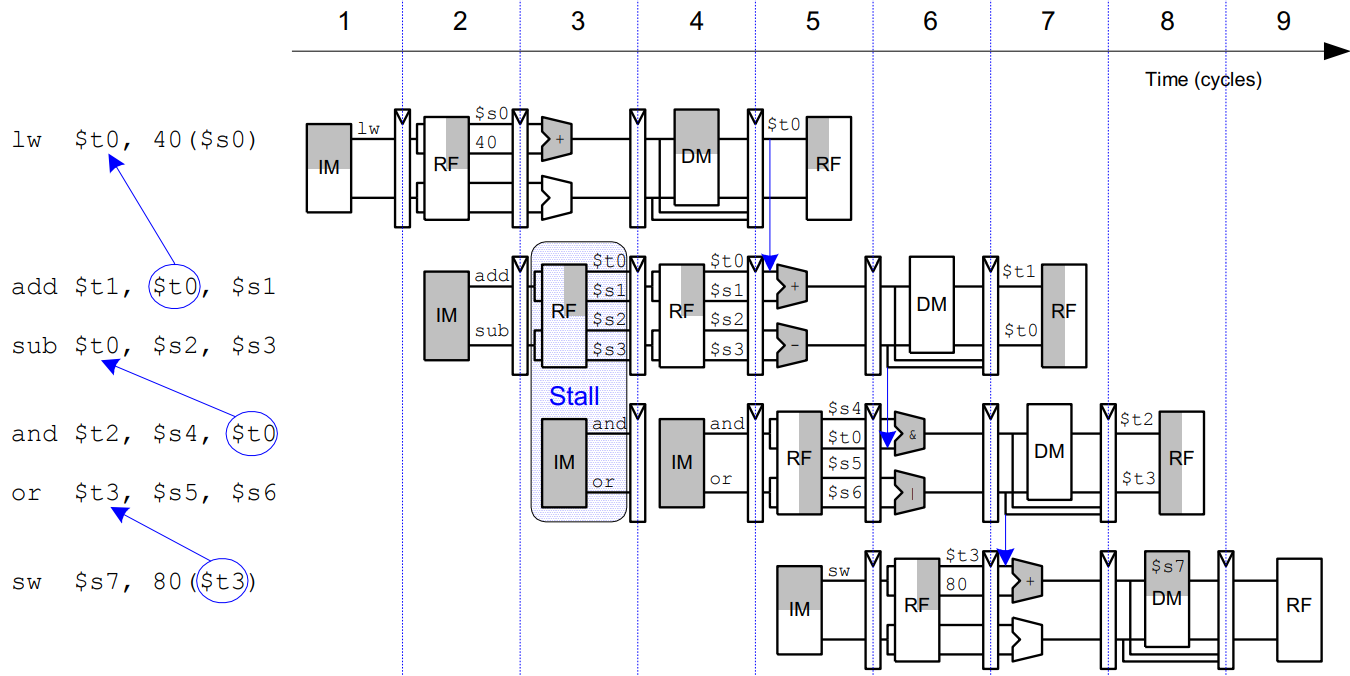 1 2 3 4 5 6 7 8 9
Time (cycles)
lw $t0, 40($s0)
IM
lw
RF
$s0
40
+
DM
$t0
RF
add $t1, $t0, $s1
sub $t0, $s2, $s3
IM
add
sub
RF
$t0
$s1
$s2
$s3
RF
$t0
$s1
$s2
$s3
+
-
DM
$t1
$t0
RF
Stall
and $t2, $s4, $t0
or $t3, $s5, $s6
IM
and
or
IM
and
or
RF
$s4
$t0
$s5
$s6
&
|
DM
$t2
$t3
RF
sw $s7, 80($t3)
IM
sw
RF
$t3
80
+
$s7
DM
RF